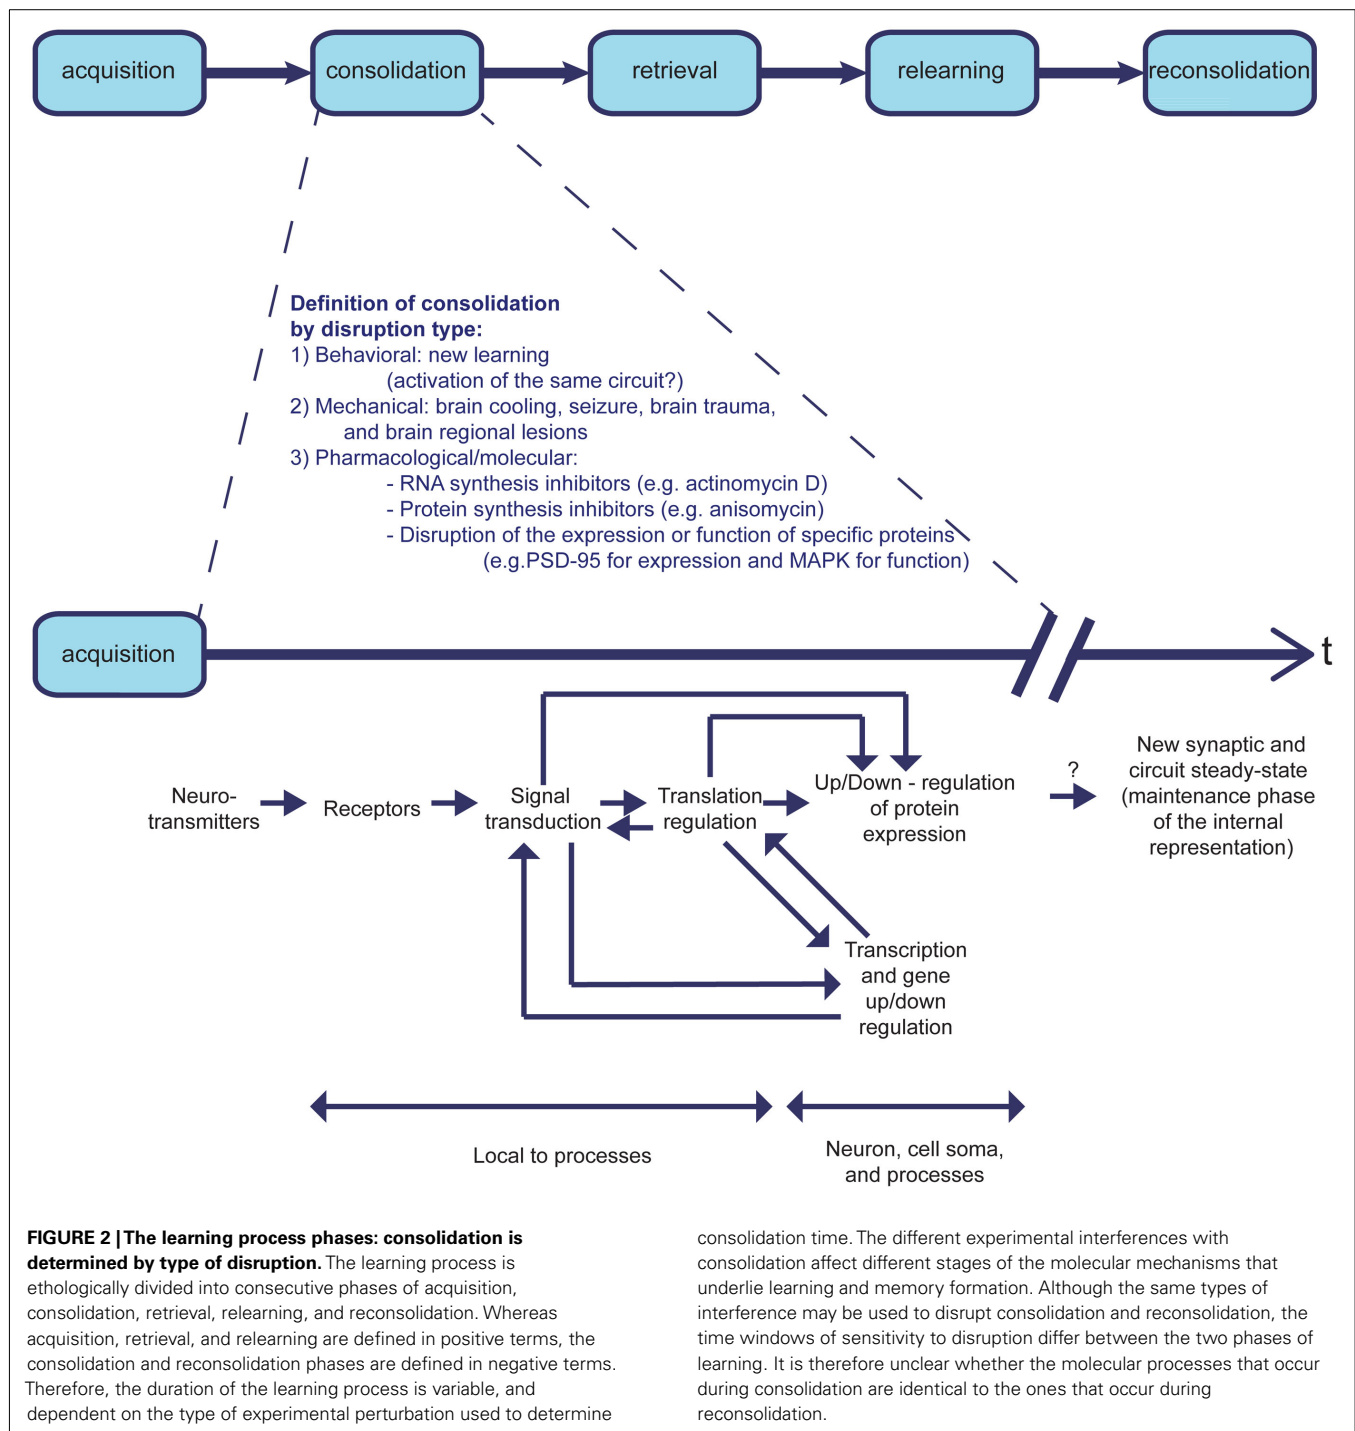 acquisition
consolidation
retrieval
relearning
reconsolidation
Definition of consolidation
by disruption type:
1) Behavioral: new learning
(activation of the same circuit?)
2) Mechanical: brain cooling, seizure, brain trauma,
and brain regional lesions
3) Pharmacological/molecular:
- RNA synthesis inhibitors (e.g. actinomycin D)
- Protein synthesis inhibitors (e.g. anisomycin)
- Disruption of the expression or function of specific proteins
(e.g.PSD-95 for expression and MAPK for function)
acquisition
t
Neuro-
transmitters
Receptors
Signal
transduction
Translation
regulation
Up/Down - regulation
of protein
expression
?
New synaptic and
circuit steady-state
(maintenance phase
of the internal
representation)
Transcription
and gene
up/down
regulation
Local to processes
Neuron, cell soma,
and processes
FIGURE 2 | The learning process phases: consolidation is
determined by type of disruption. The learning process is
ethologically divided into consecutive phases of acquisition,
consolidation, retrieval, relearning, and reconsolidation. Whereas
acquisition, retrieval, and relearning are defined in positive terms, the
consolidation and reconsolidation phases are defined in negative terms.
Therefore, the duration of the learning process is variable, and
dependent on the type of experimental perturbation used to determine
consolidation time. The different experimental interferences with
consolidation affect different stages of the molecular mechanisms that
underlie learning and memory formation. Although the same types of
interference may be used to disrupt consolidation and reconsolidation, the
time windows of sensitivity to disruption differ between the two phases of
learning. It is therefore unclear whether the molecular processes that occur
during consolidation are identical to the ones that occur during
reconsolidation.